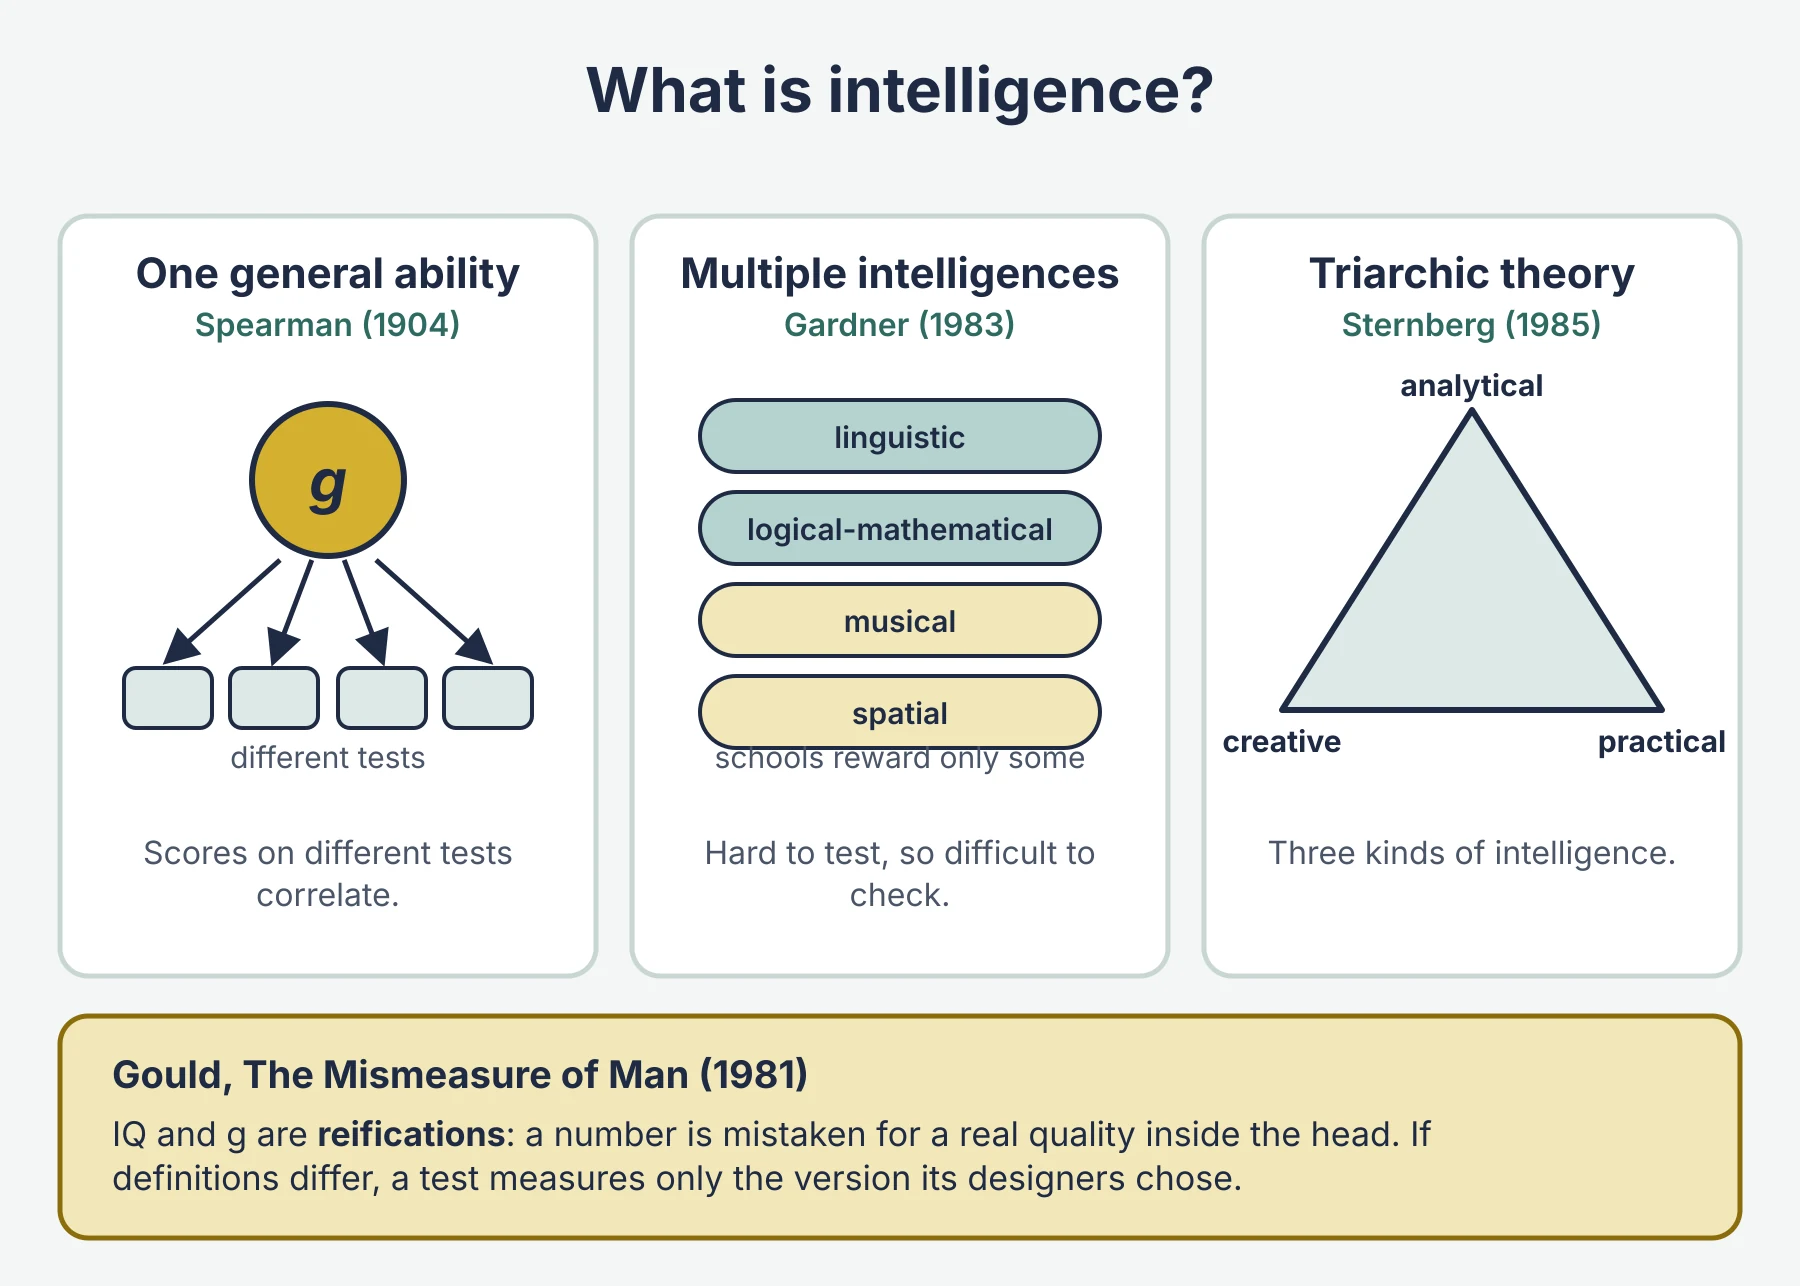 What is intelligence?
One general ability
Spearman (1904)
g
different tests
Scores on different tests
correlate.
Multiple intelligences
Gardner (1983)
linguistic
logical-mathematical
musical
spatial
schools reward only some
Hard to test, so difficult to
check.
Triarchic theory
Sternberg (1985)
analytical
creative
practical
Three kinds of intelligence.
Gould, The Mismeasure of Man (1981)
IQ and g are reifications: a number is mistaken for a real quality inside the head. If
definitions differ, a test measures only the version its designers chose.